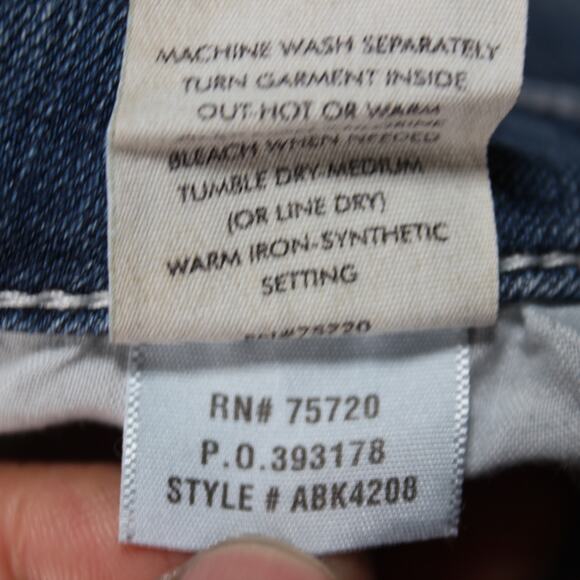 MACHINE WASH SEPARATELY
TURN GARMENT INSIDE
OUT-HOT OR WARM
BLEACH WHEN NEEDED
TUMBLE DRY-MEDIUM
(OR LINE DRY)
WARM IRON-SYNTHETIC
SETTING
RN# 75720
P.O.393178
STYLE # ABK4208